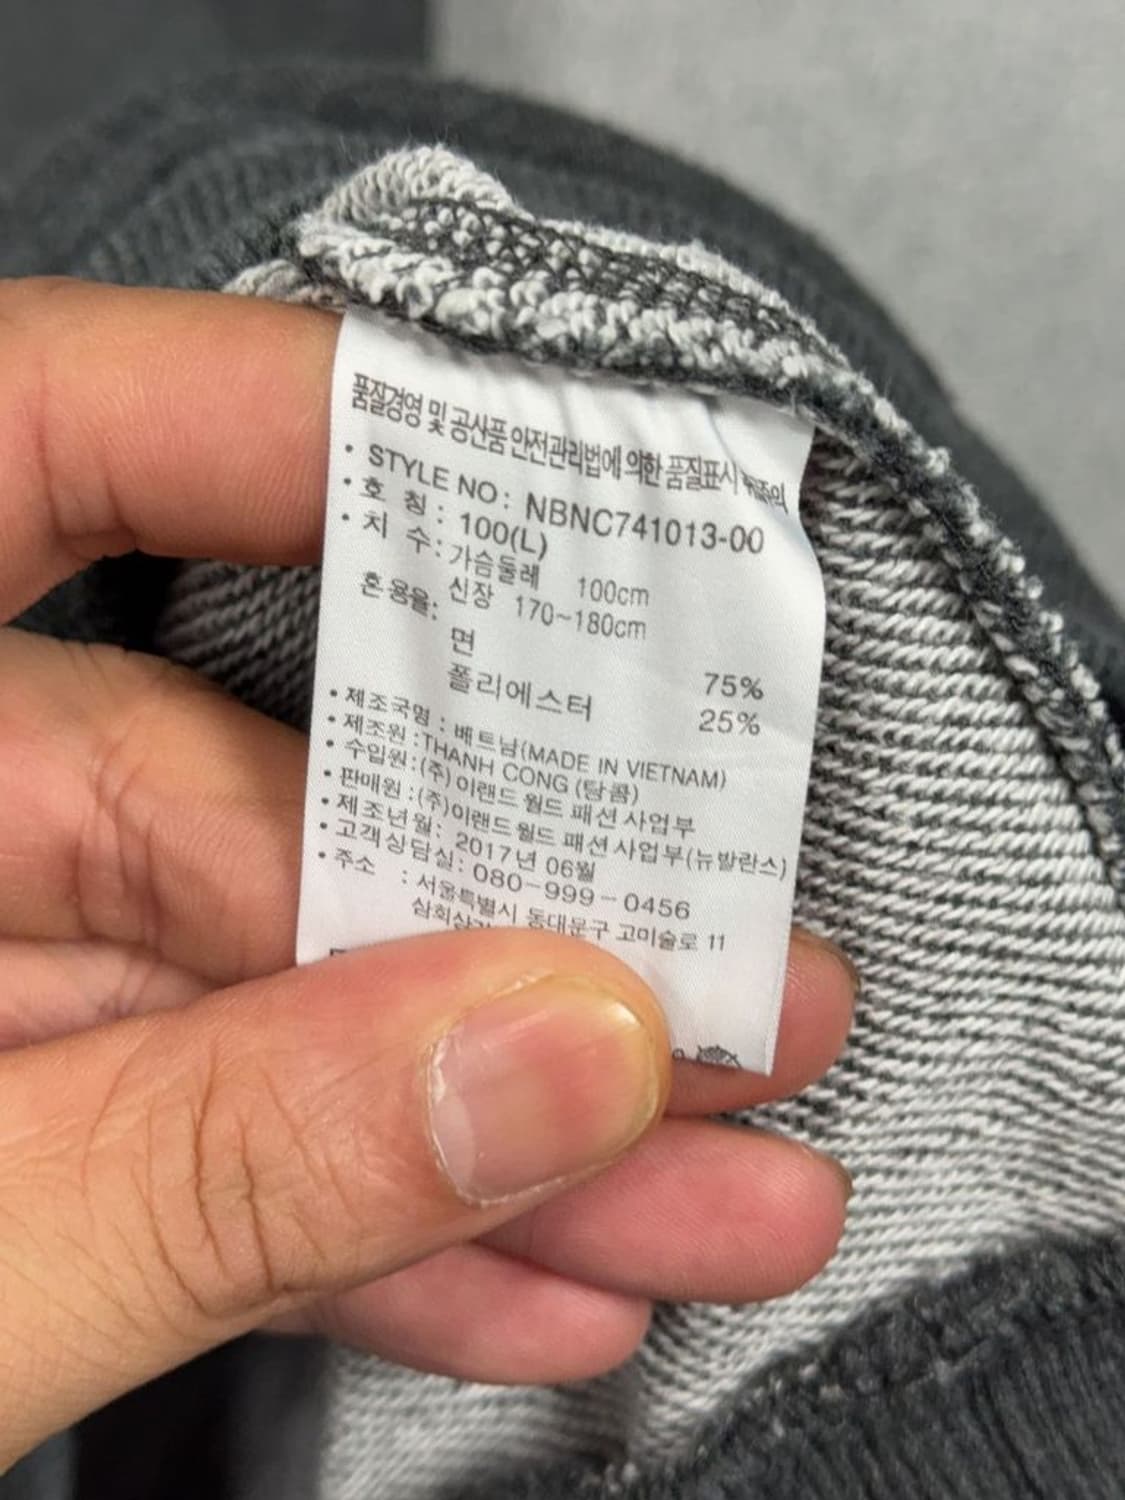 품질경영 및 공산품 안전관리법에 의한 품질표시
• STYLE NO : NBNC741013-00
• 호 칭 : 100(L)
• 치 수 : 가슴둘레 100cm
신장 170~180cm
혼용율:
면 75%
폴리에스터 25%
• 제조국명 : 베트남(MADE IN VIETNAM)
• 제조원 : THANH CONG (탕콤)
• 수입원 : (주) 이랜드월드 패션 사업부
• 판매원 : (주)이랜드월드 패션 사업부(뉴발란스)
• 제조년월 : 2017년 06월
• 고객상담실 : 080-999-0456
• 주소 : 서울특별시 동대문구 고미술로 11